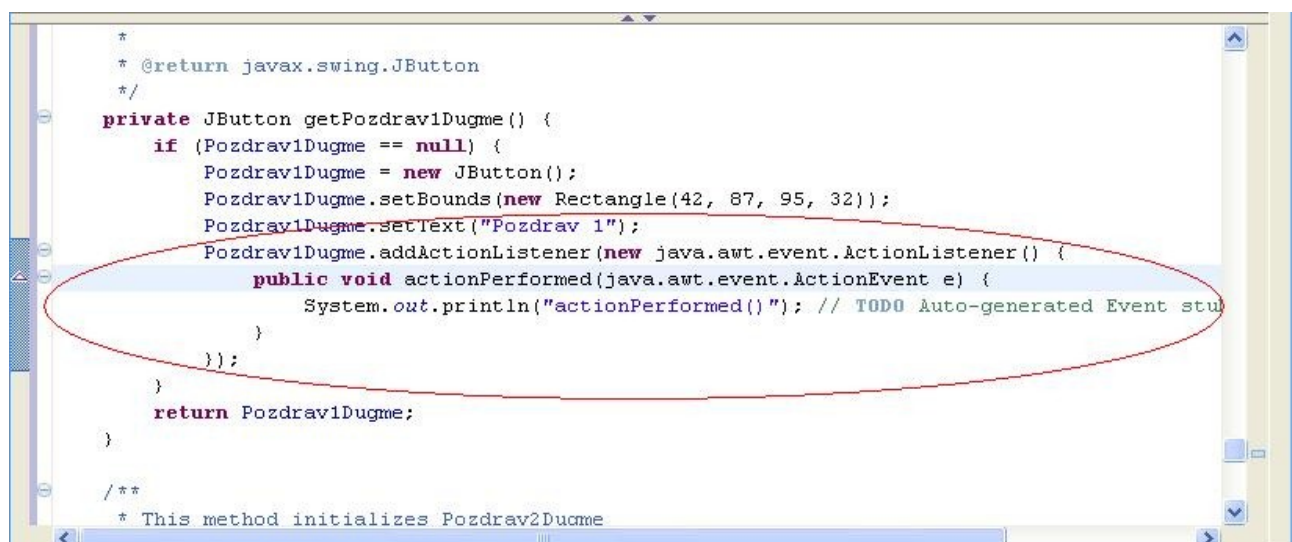 *
* @return javax.swing.JButton
*/
private JButton getPozdrav1Dugme() {
if (Pozdrav1Dugme == null) {
Pozdrav1Dugme = new JButton();
Pozdrav1Dugme.setBounds(new Rectangle(42, 87, 95, 32));
Pozdrav1Dugme.setText("Pozdrav 1");
Pozdrav1Dugme.addActionListener(new java.awt.event.ActionListener() {
public void actionPerformed(java.awt.event.ActionEvent e) {
System.out.println("actionPerformed()"); // TODO Auto-generated Event stu
}
});
}
return Pozdrav1Dugme;
}
/**
* This method initializes Pozdrav2Dugme